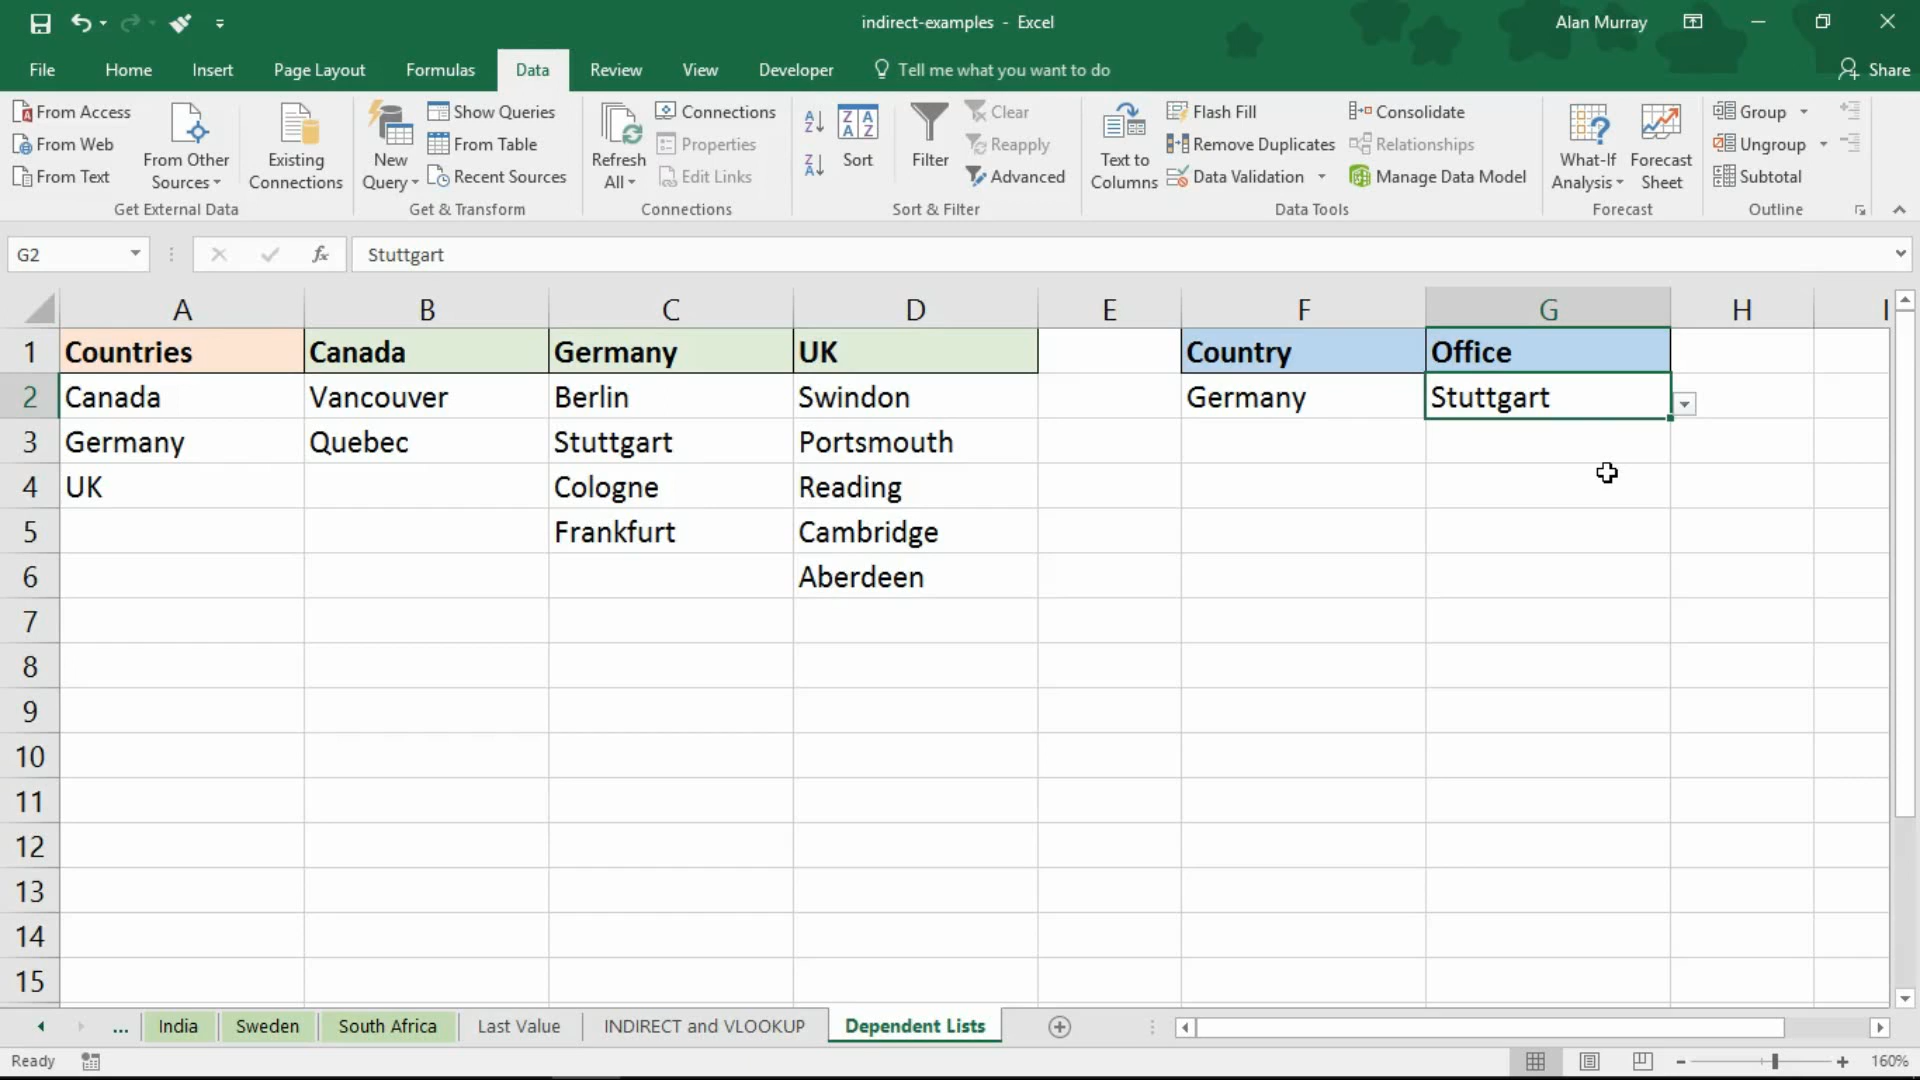 indirect-examples - Excel
Alan Murray
File Home Insert Page Layout Formulas Data Review View Developer Tell me what you want to do Share
From Access
From Web
From Text
From Other Sources
Existing Connections
Get External Data
New Query
Show Queries
From Table
Recent Sources
Get & Transform
Refresh All
Connections
Properties
Edit Links
Connections
Sort
Filter
Clear
Reapply
Advanced
Sort & Filter
Text to Columns
Flash Fill
Remove Duplicates
Data Validation
Consolidate
Relationships
Manage Data Model
Data Tools
What-If Analysis
Forecast Sheet
Forecast
Group
Ungroup
Subtotal
Outline
G2 fx Stuttgart
A B C D E F G H I
1 Countries Canada Germany UK Country Office
2 Canada Vancouver Berlin Swindon Germany Stuttgart
3 Germany Quebec Stuttgart Portsmouth
4 UK Cologne Reading
5 Frankfurt Cambridge
6 Aberdeen
7
8
9
10
11
12
13
14
15
... India Sweden South Africa Last Value INDIRECT and VLOOKUP Dependent Lists
Ready 160%